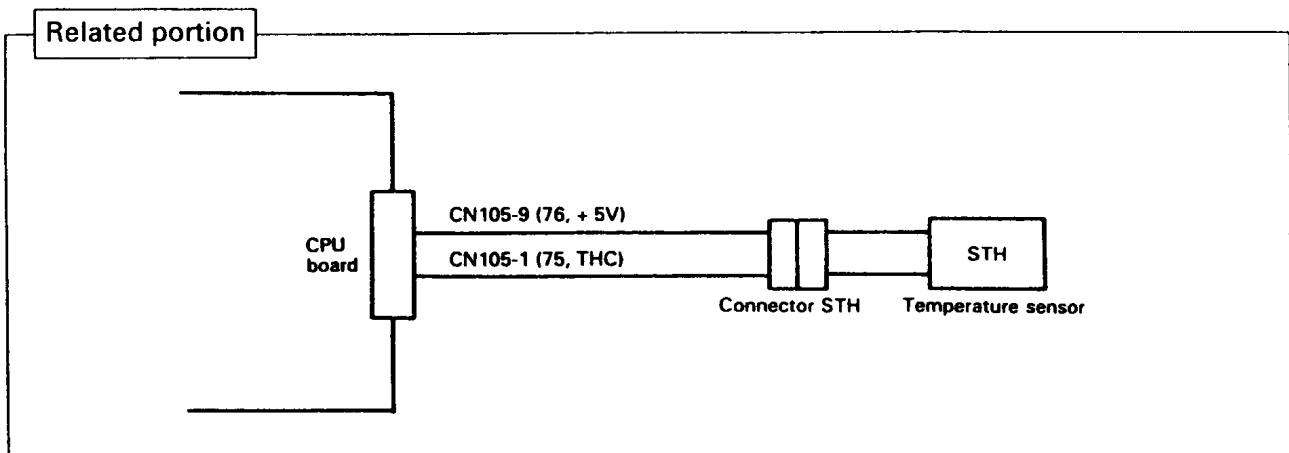 Related portion
CN105-9 (76, + 5V)
CPU
board
CN105-1 (75, THC)
STH
Connector STH
Temperature sensor